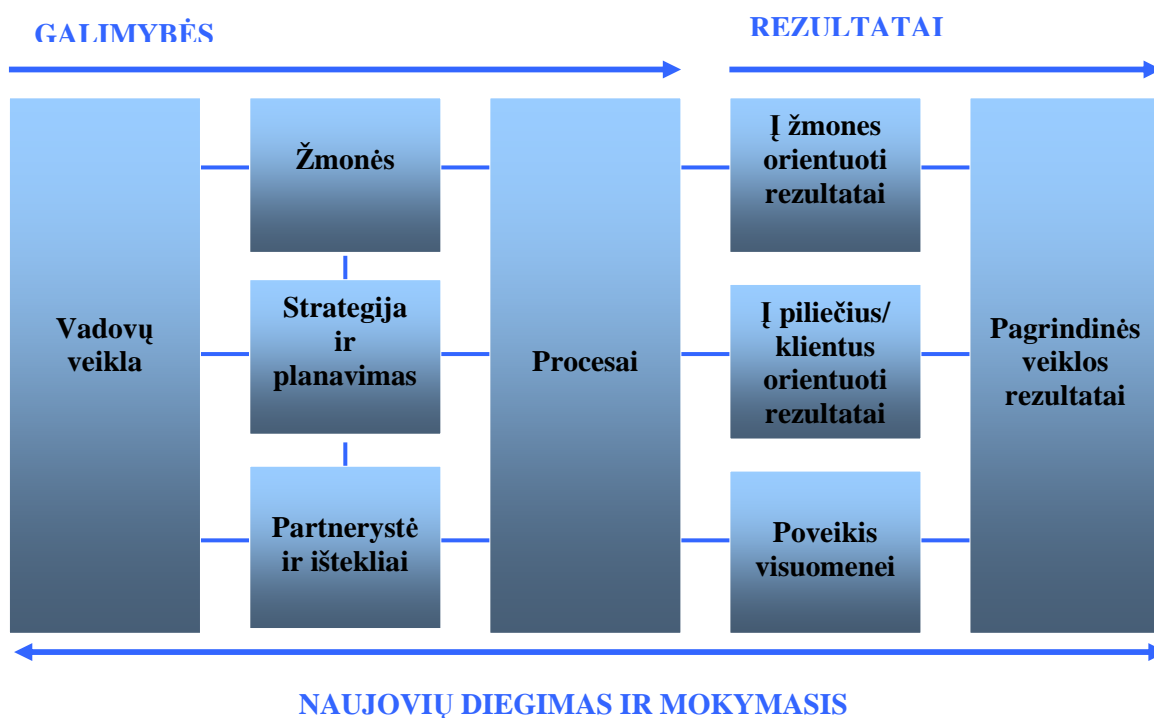 GALIMYBĖS
REZULTATAI
Vadovų
veikla
Žmonės
Strategija
ir
planavimas
Partnerystė
ir ištekliai
Procesai
Į žmones
orientuoti
rezultatai
Į piliečius/
klientus
orientuoti
rezultatai
Poveikis
visuomenei
Pagrindinės
veiklos
rezultatai
NAUJOVIŲ DIEGIMAS IR MOKYMASIS